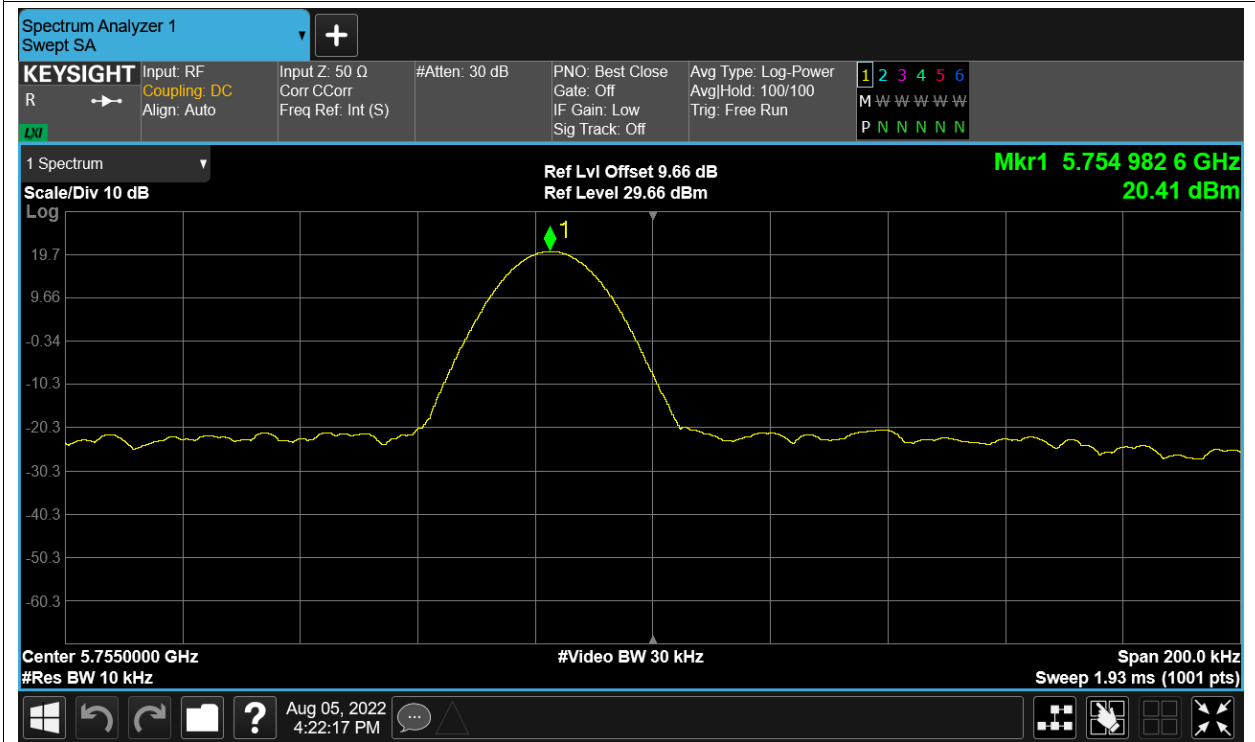 Spectrum Analyzer 1
Swept SA
KEYSIGHT
R
LXI
Input: RF
Coupling: DC
Align: Auto
Input Z: 50 Ω
Corr CCorr
Freq Ref: Int (S)
#Atten: 30 dB
PNO: Best Close
Gate: Off
IF Gain: Low
Sig Track: Off
Avg Type: Log-Power
Avg|Hold: 100/100
Trig: Free Run
1 2 3 4 5 6
M W W W W W
P N N N N N
1 Spectrum
Scale/Div 10 dB
Log
Ref Lvl Offset 9.66 dB
Ref Level 29.66 dBm
Mkr1 5.754 982 6 GHz
20.41 dBm
1
19.7
9.66
-0.34
-10.3
-20.3
-30.3
-40.3
-50.3
-60.3
Center 5.7550000 GHz
#Res BW 10 kHz
#Video BW 30 kHz
Span 200.0 kHz
Sweep 1.93 ms (1001 pts)
?
Aug 05, 2022
4:22:17 PM